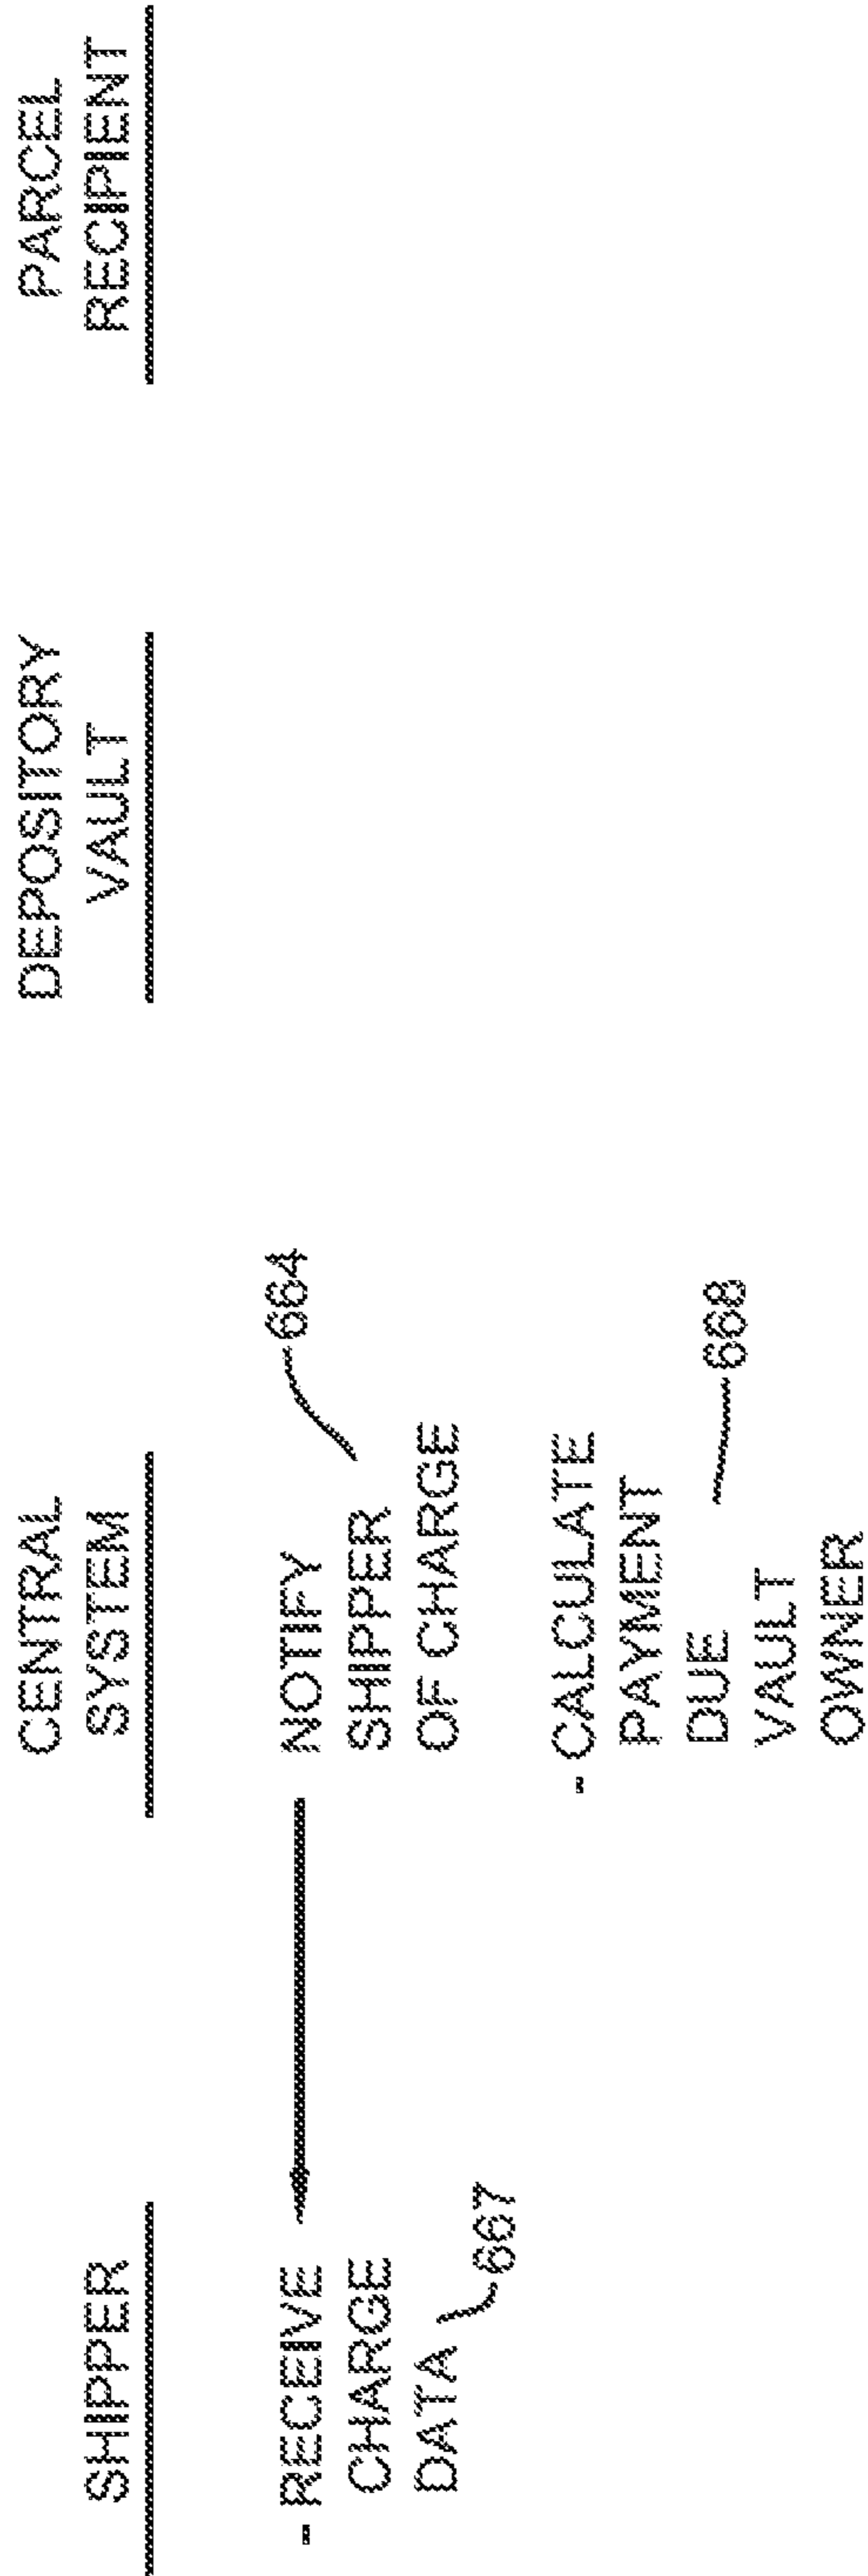 SHIPPER
CENTRAL
SYSTEM
DEPOSITORY
VAULT
PARCEL
RECIPIENT
- RECEIVE
CHARGE
DATA
667
NOTIFY
SHIPPER
OF CHARGE
664
- CALCULATE
PAYMENT
DUE
VAULT
OWNER
668